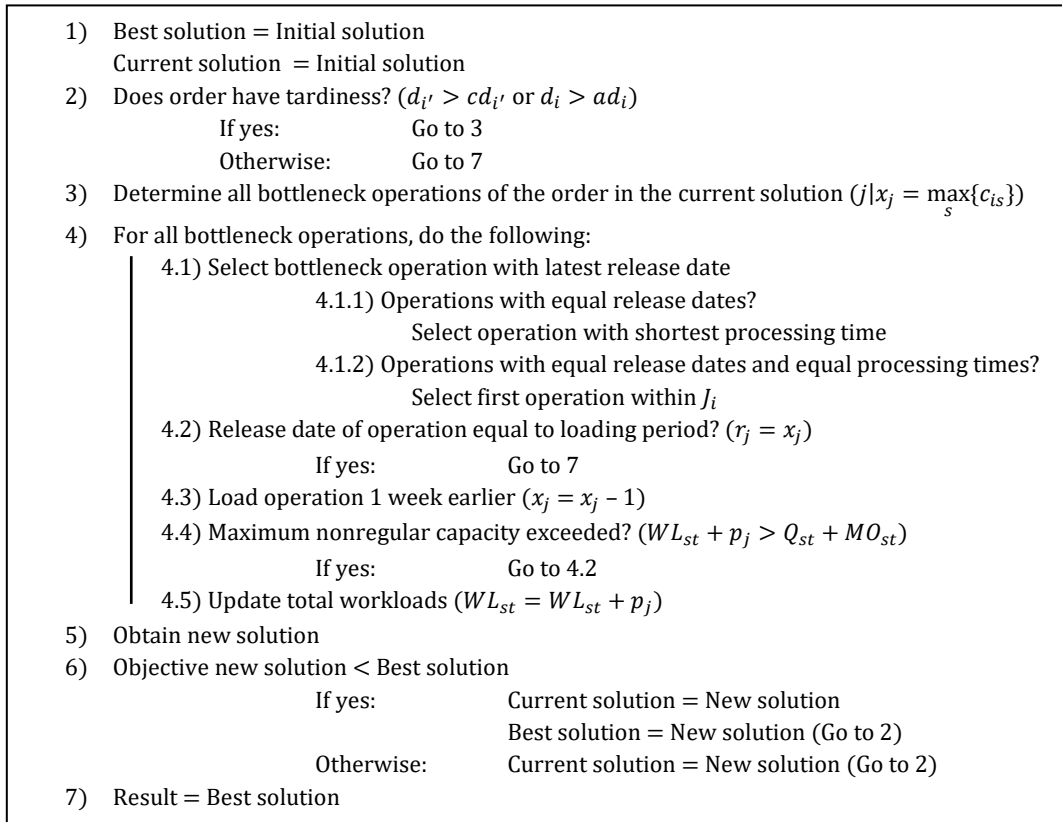 1) Best solution = Initial solution
Current solution = Initial solution
2) Does order have tardiness? (d_{i'} > cd_{i'} or d_i > ad_i)
If yes: Go to 3
Otherwise: Go to 7
3) Determine all bottleneck operations of the order in the current solution (j|x_j = max_s{c_{is}})
4) For all bottleneck operations, do the following:
4.1) Select bottleneck operation with latest release date
4.1.1) Operations with equal release dates?
Select operation with shortest processing time
4.1.2) Operations with equal release dates and equal processing times?
Select first operation within J_i
4.2) Release date of operation equal to loading period? (r_j = x_j)
If yes: Go to 7
4.3) Load operation 1 week earlier (x_j = x_j – 1)
4.4) Maximum nonregular capacity exceeded? (WL_{st} + p_j > Q_{st} + MO_{st})
If yes: Go to 4.2
4.5) Update total workloads (WL_{st} = WL_{st} + p_j)
5) Obtain new solution
6) Objective new solution < Best solution
If yes: Current solution = New solution
Best solution = New solution (Go to 2)
Otherwise: Current solution = New solution (Go to 2)
7) Result = Best solution